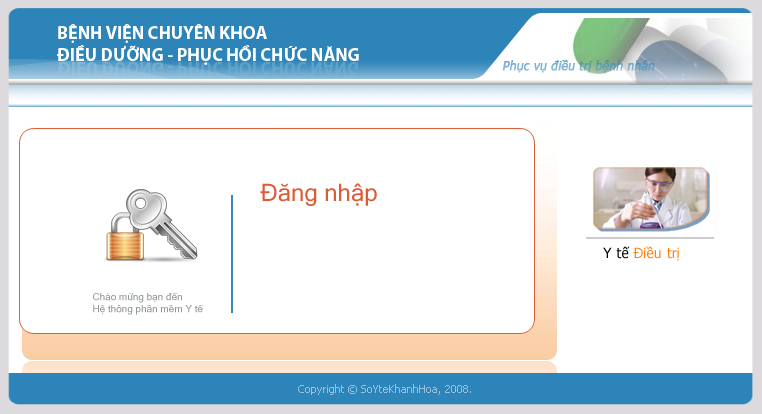 BỆNH VIỆN CHUYÊN KHOA
ĐIỀU DƯỠNG - PHỤC HỒI CHỨC NĂNG
Phục vụ điều trị bệnh nhân
Đăng nhập
Chào mừng bạn đến
Hệ thông phần mềm Y tế
Y tế Điều trị
Copyright © SoYteKhanhHoa, 2008.